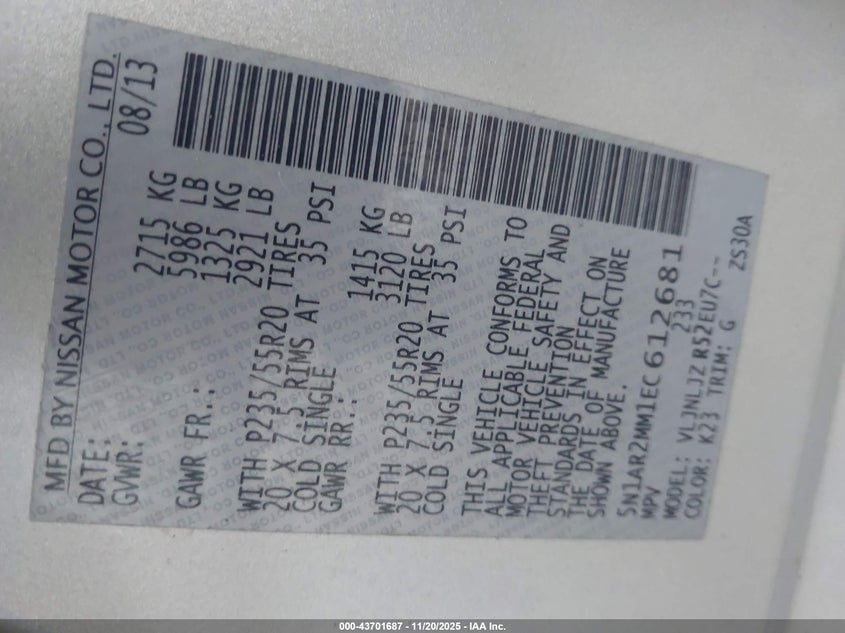 MFD BY NISSAN MOTOR CO., LTD.
DATE: 08/13
GVWR: 2715 KG
5986 LB
GAWR FR.: 1325 KG
2921 LB
WITH P235/55R20 TIRES
20 X 7.5 RIMS AT 35 PSI
COLD SINGLE
GAWR RR.: 1415 KG
3120 LB
WITH P235/55R20 TIRES
20 X 7.5 RIMS AT 35 PSI
COLD SINGLE
THIS VEHICLE CONFORMS TO
ALL APPLICABLE FEDERAL
MOTOR VEHICLE SAFETY AND
THEFT PREVENTION
STANDARDS IN EFFECT ON
THE DATE OF MANUFACTURE
SHOWN ABOVE.
5N1AR2MM1EC612681
MPV 233
MODEL: VLJNLJZ R52EU7C--
COLOR: K23 TRIM: G ZS30A
000-43701687 - 11/20/2025 - IAA Inc.